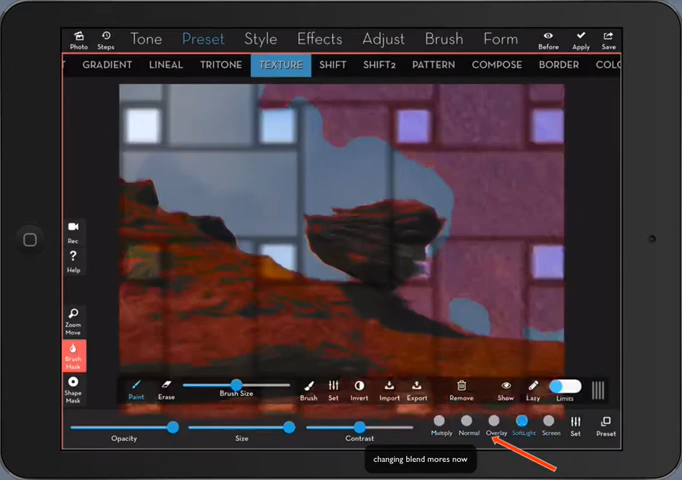 Photo
Steps
Tone
Preset
Style
Effects
Adjust
Brush
Form
Before
Apply
Save
GRADIENT
LINEAL
TRITONE
TEXTURE
SHIFT
SHIFT2
PATTERN
COMPOSE
BORDER
Rec
Help
Zoom
Move
Brush
Mask
Shape
Mask
Paint
Erase
Brush Size
Brush
Set
Invert
Import
Export
Remove
Show
Lazy
Limits
Opacity
Size
Contrast
Multiply
Normal
Overlay
SoftLight
Screen
Set
Preset
changing blend mores now